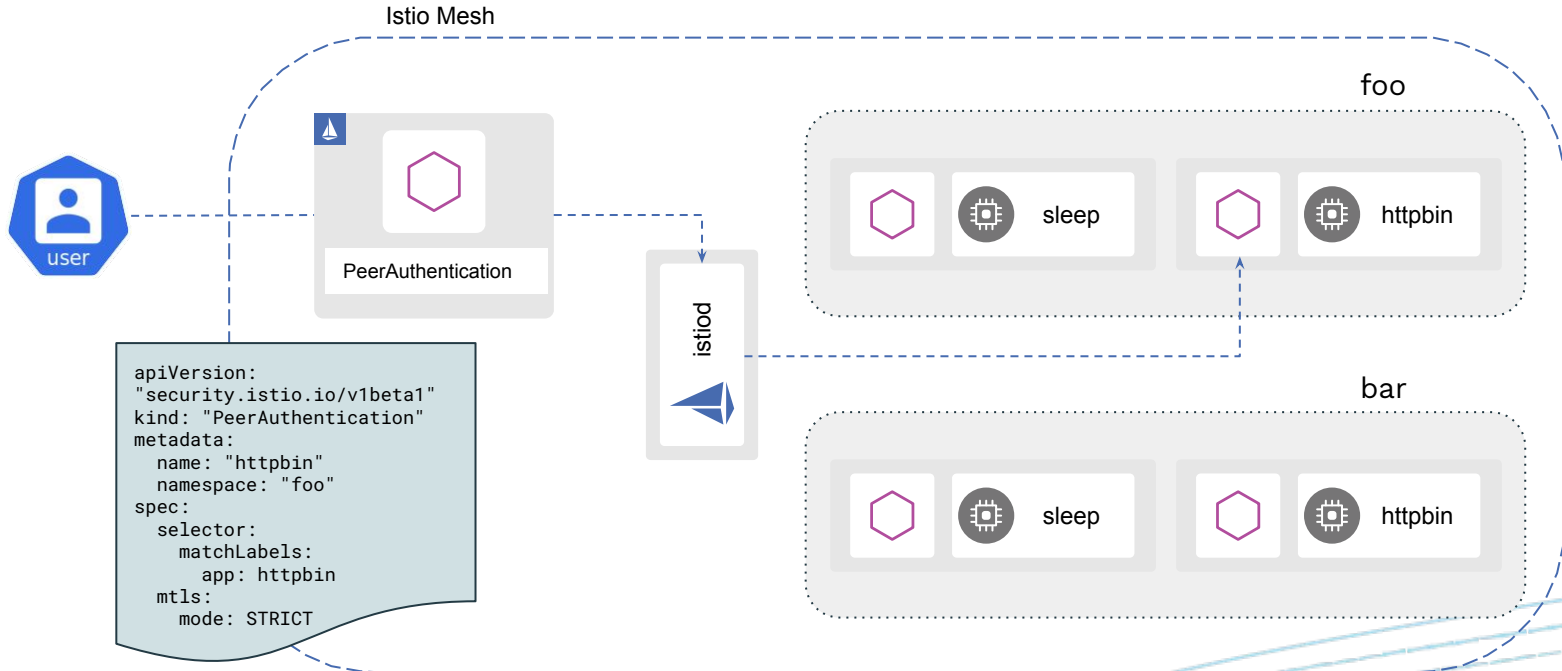 Istio Mesh
foo
user
PeerAuthentication
sleep
httpbin
istiod
apiVersion:
"security.istio.io/v1beta1"
kind: "PeerAuthentication"
metadata:
  name: "httpbin"
  namespace: "foo"
spec:
  selector:
    matchLabels:
      app: httpbin
  mtls:
    mode: STRICT
bar
sleep
httpbin